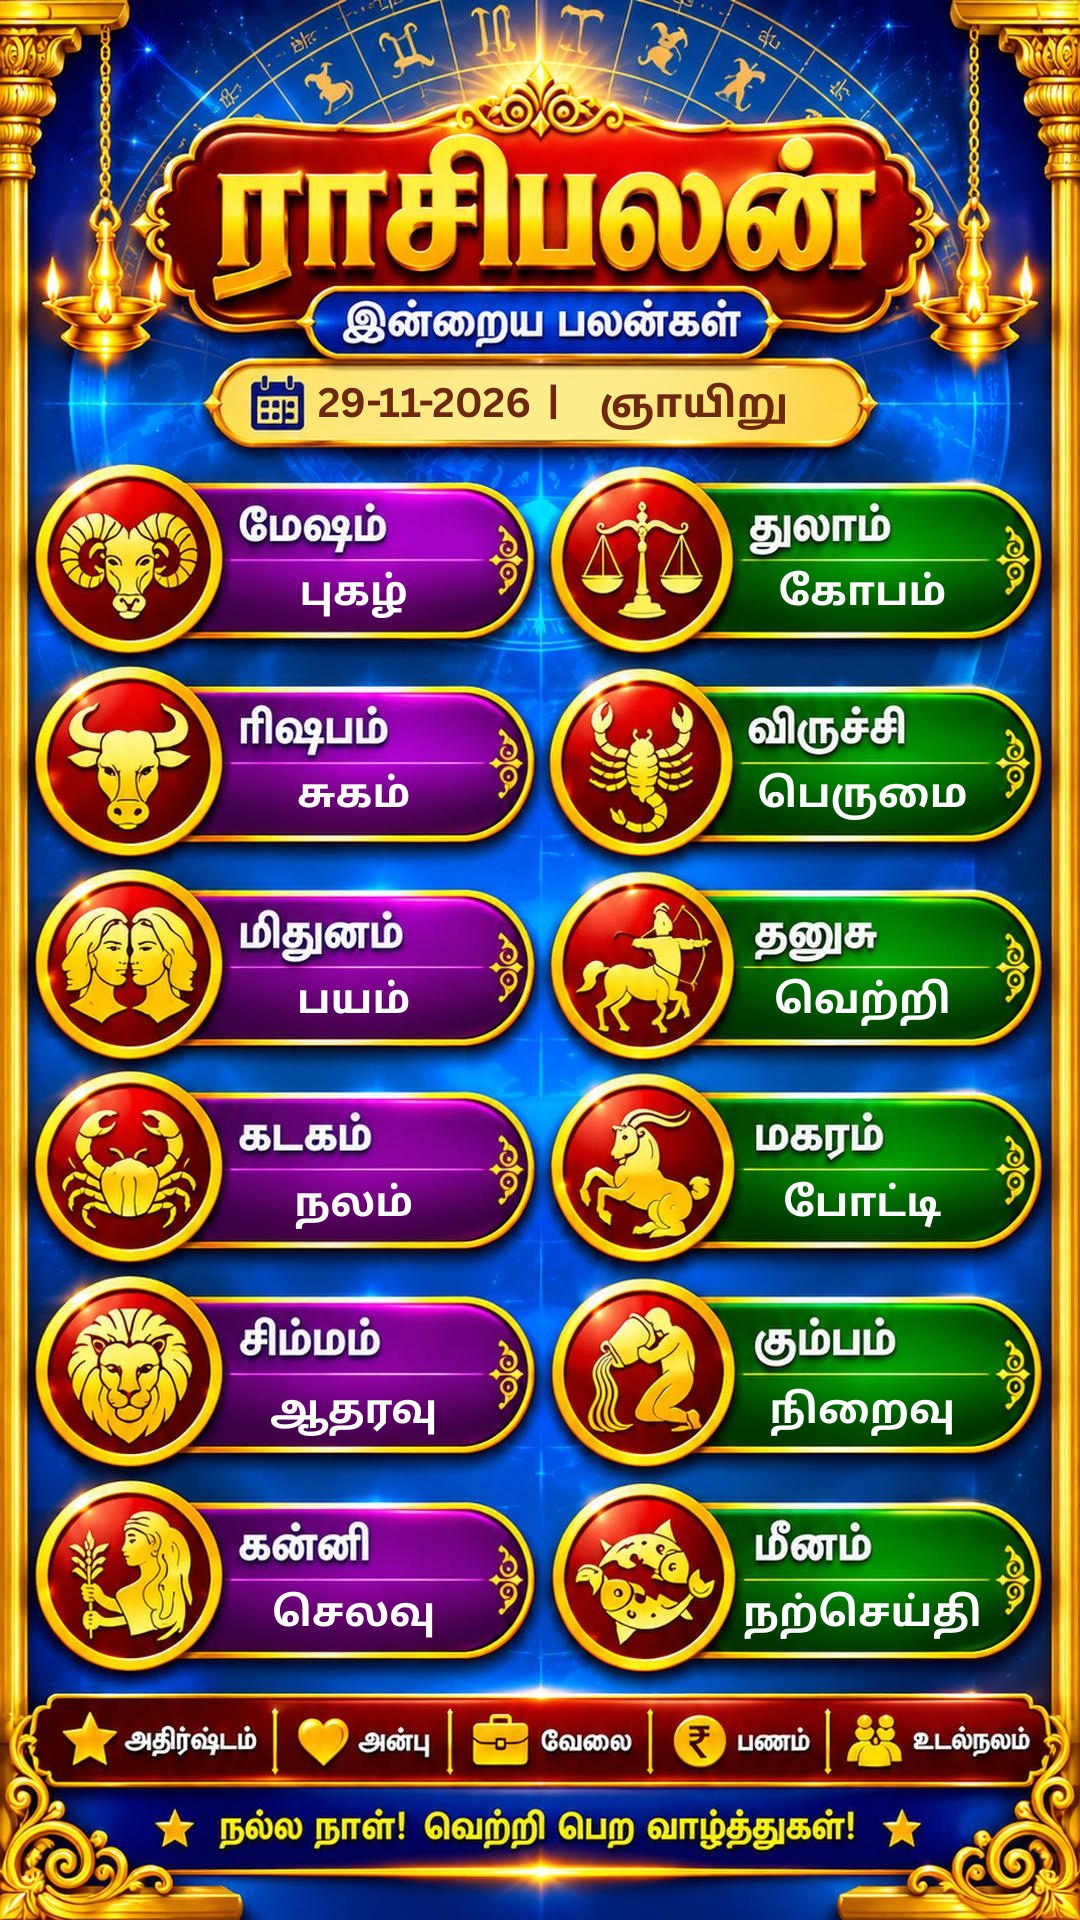 ராசிபலன்
இன்றைய பலன்கள்
29-11-2026 | ஞாயிறு
மேஷம்
புகழ்
துலாம்
கோபம்
ரிஷபம்
சுகம்
விருச்சி
பெருமை
மிதுனம்
பயம்
தனுசு
வெற்றி
கடகம்
நலம்
மகரம்
போட்டி
சிம்மம்
ஆதரவு
கும்பம்
நிறைவு
கன்னி
செலவு
மீனம்
நற்செய்தி
அதிர்ஷ்டம் அன்பு வேலை ₹ பணம் உடல்நலம்
நல்ல நாள்! வெற்றி பெற வாழ்த்துகள்!